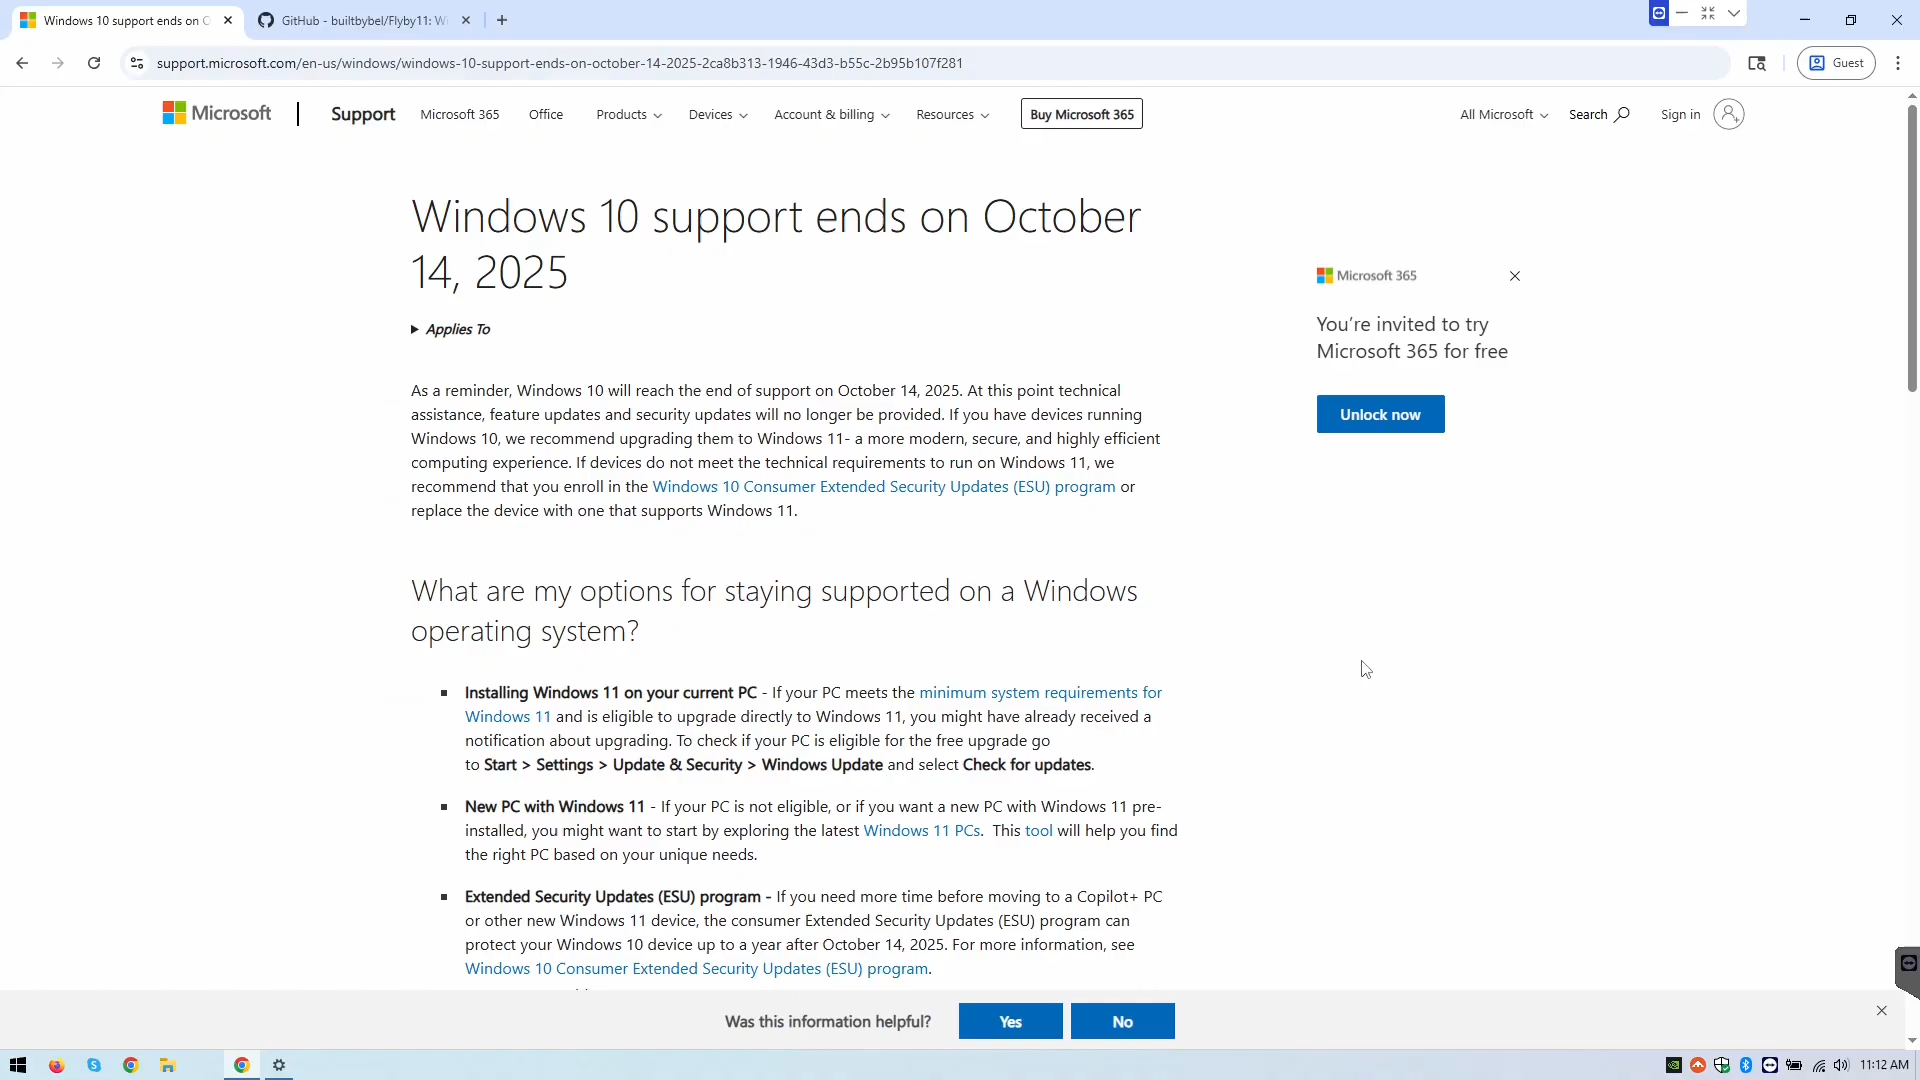 Windows 10 support ends on O
GitHub - builtbybel/Flyby11: W
support.microsoft.com/en-us/windows/windows-10-support-ends-on-october-14-2025-2ca8b313-1946-43d3-b55c-2b95b107f281
Guest
Microsoft
Support
Microsoft 365
Office
Products
Devices
Account & billing
Resources
Buy Microsoft 365
All Microsoft
Search
Sign in
Windows 10 support ends on October
14, 2025
Applies To
Microsoft 365
You’re invited to try
Microsoft 365 for free
Unlock now
As a reminder, Windows 10 will reach the end of support on October 14, 2025. At this point technical
assistance, feature updates and security updates will no longer be provided. If you have devices running
Windows 10, we recommend upgrading them to Windows 11- a more modern, secure, and highly efficient
computing experience. If devices do not meet the technical requirements to run on Windows 11, we
recommend that you enroll in the Windows 10 Consumer Extended Security Updates (ESU) program or
replace the device with one that supports Windows 11.
What are my options for staying supported on a Windows
operating system?
▪ Installing Windows 11 on your current PC - If your PC meets the minimum system requirements for
Windows 11 and is eligible to upgrade directly to Windows 11, you might have already received a
notification about upgrading. To check if your PC is eligible for the free upgrade go
to Start > Settings > Update & Security > Windows Update and select Check for updates.
▪ New PC with Windows 11 - If your PC is not eligible, or if you want a new PC with Windows 11 pre-
installed, you might want to start by exploring the latest Windows 11 PCs. This tool will help you find
the right PC based on your unique needs.
▪ Extended Security Updates (ESU) program - If you need more time before moving to a Copilot+ PC
or other new Windows 11 device, the consumer Extended Security Updates (ESU) program can
protect your Windows 10 device up to a year after October 14, 2025. For more information, see
Windows 10 Consumer Extended Security Updates (ESU) program.
Was this information helpful?
Yes
No
11:12 AM